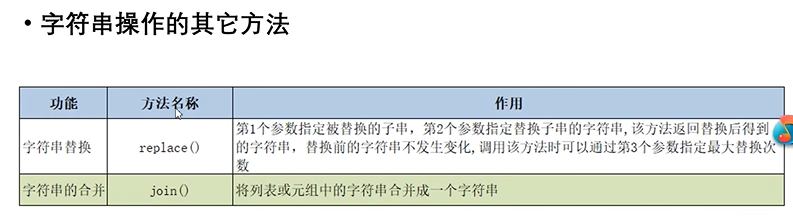 • 字符串操作的其它方法
功能 方法名称 作用
字符串替换 replace() 第1个参数指定被替换的子串，第2个参数指定替换子串的字符串,该方法返回替换后得到
的字符串，替换前的字符串不发生变化,调用该方法时可以通过第3个参数指定最大替换次
数
字符串的合并 join() 将列表或元组中的字符串合并成一个字符串